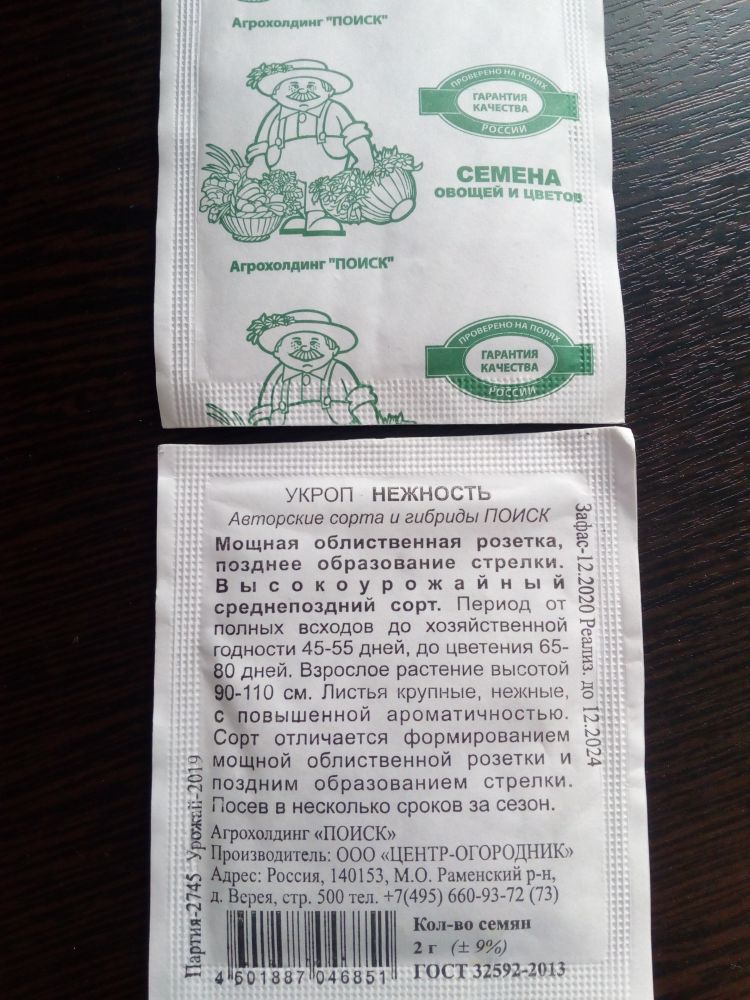 Агрохолдинг "ПОИСК"
ПРОВЕРЕНО НА ПОЛЯХ
ГАРАНТИЯ
КАЧЕСТВА
РОССИИ
СЕМЕНА
ОВОЩЕЙ И ЦВЕТОВ
Агрохолдинг "ПОИСК"
ПРОВЕРЕНО НА ПОЛЯХ
ГАРАНТИЯ
КАЧЕСТВА
РОССИИ
УКРОП НЕЖНОСТЬ
Авторские сорта и гибриды ПОИСК
Мощная облиственная розетка,
позднее образование стрелки.
Высокоурожайный
среднепоздний сорт. Период от
полных всходов до хозяйственной
годности 45-55 дней, до цветения 65-
80 дней. Взрослое растение высотой
90-110 см. Листья крупные, нежные,
с повышенной ароматичностью.
Сорт отличается формированием
мощной облиственной розетки и
поздним образованием стрелки.
Посев в несколько сроков за сезон.
Агрохолдинг «ПОИСК»
Производитель: ООО «ЦЕНТР-ОГОРОДНИК»
Адрес: Россия, 140153, М.О. Раменский р-н,
д. Верея, стр. 500 тел. +7(495) 660-93-72 (73)
Кол-во семян
2 г (± 9%)
ГОСТ 32592-2013
4 601887 046851
Партия-2745 Урожай-2019
Зафас-12.2020 Реализ. до 12.2024